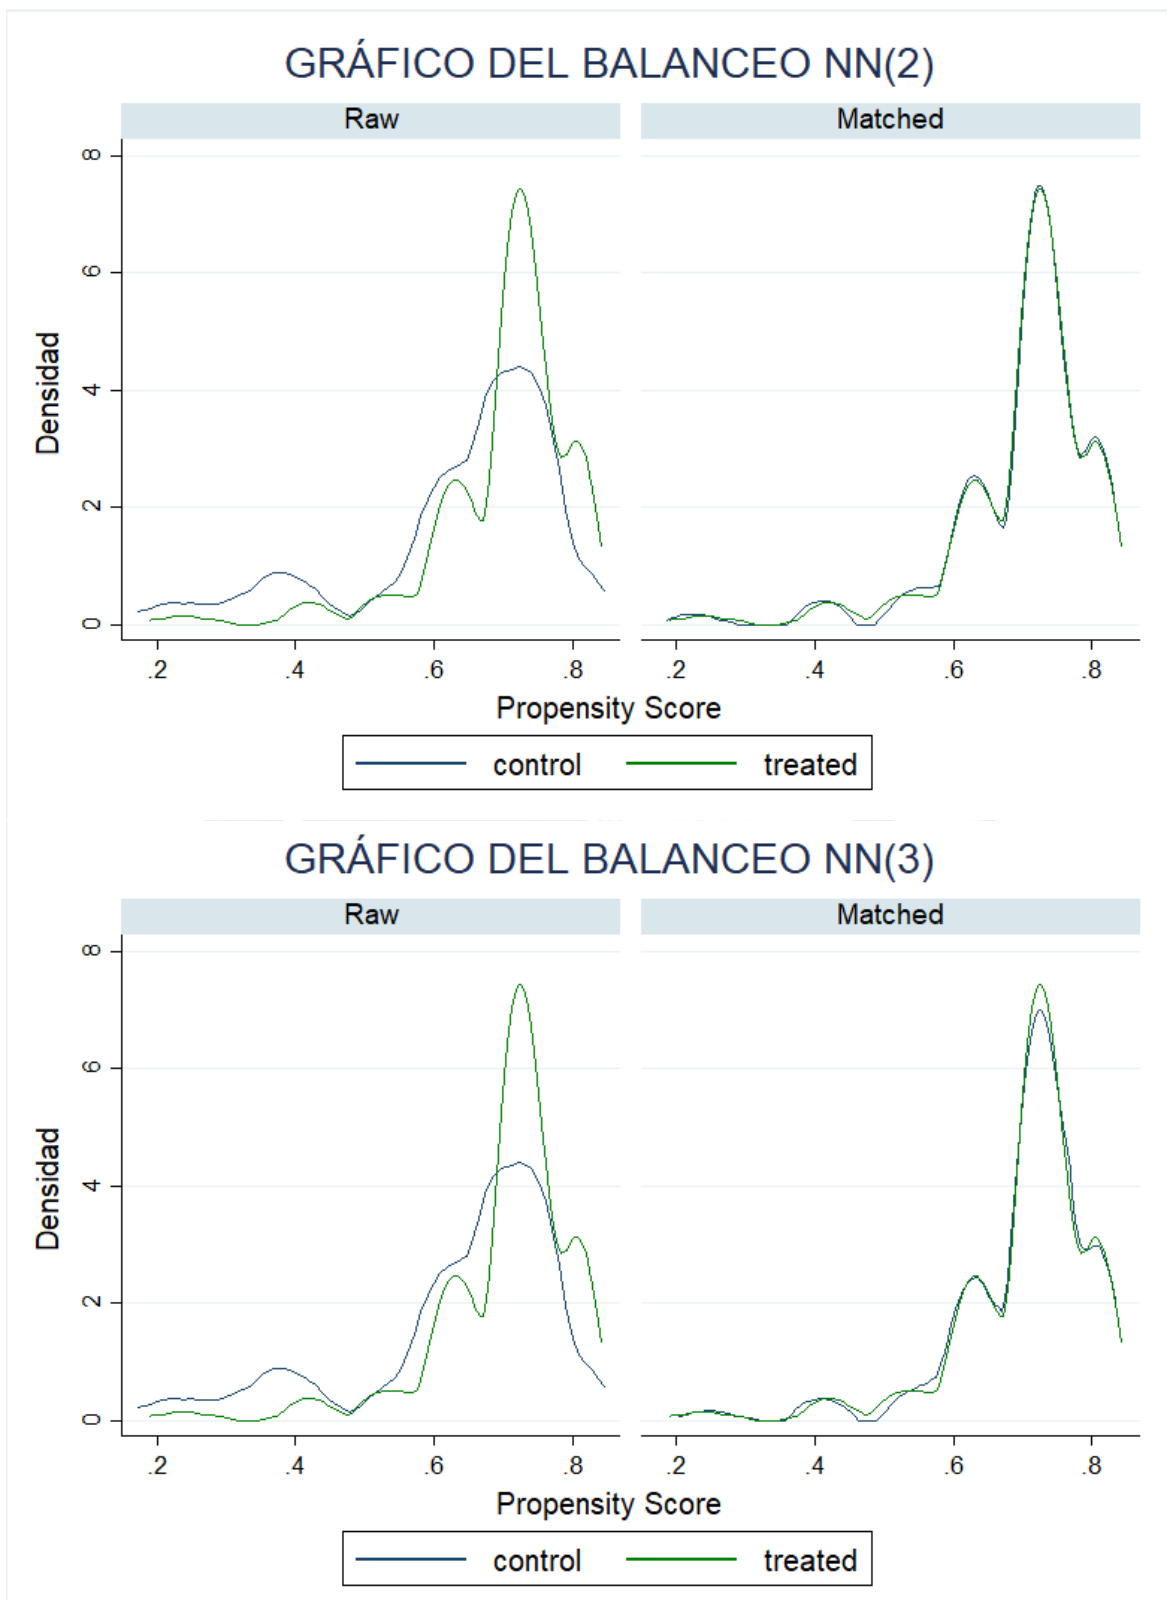 GRÁFICO DEL BALANCEO NN(2)
Raw Matched
Densidad
8
6
4
2
0
.2 .4 .6 .8 .2 .4 .6 .8
Propensity Score
control treated
GRÁFICO DEL BALANCEO NN(3)
Raw Matched
Densidad
8
6
4
2
0
.2 .4 .6 .8 .2 .4 .6 .8
Propensity Score
control treated